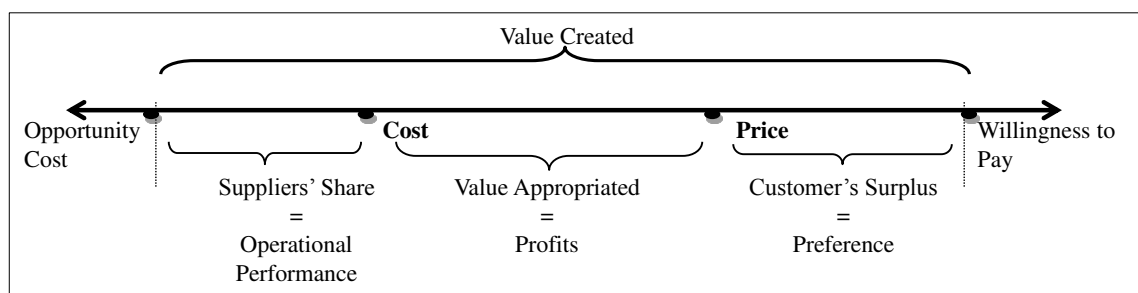 Value Created
Opportunity
Cost
Cost
Price
Willingness to
Pay
Suppliers’ Share
=
Operational
Performance
Value Appropriated
=
Profits
Customer’s Surplus
=
Preference